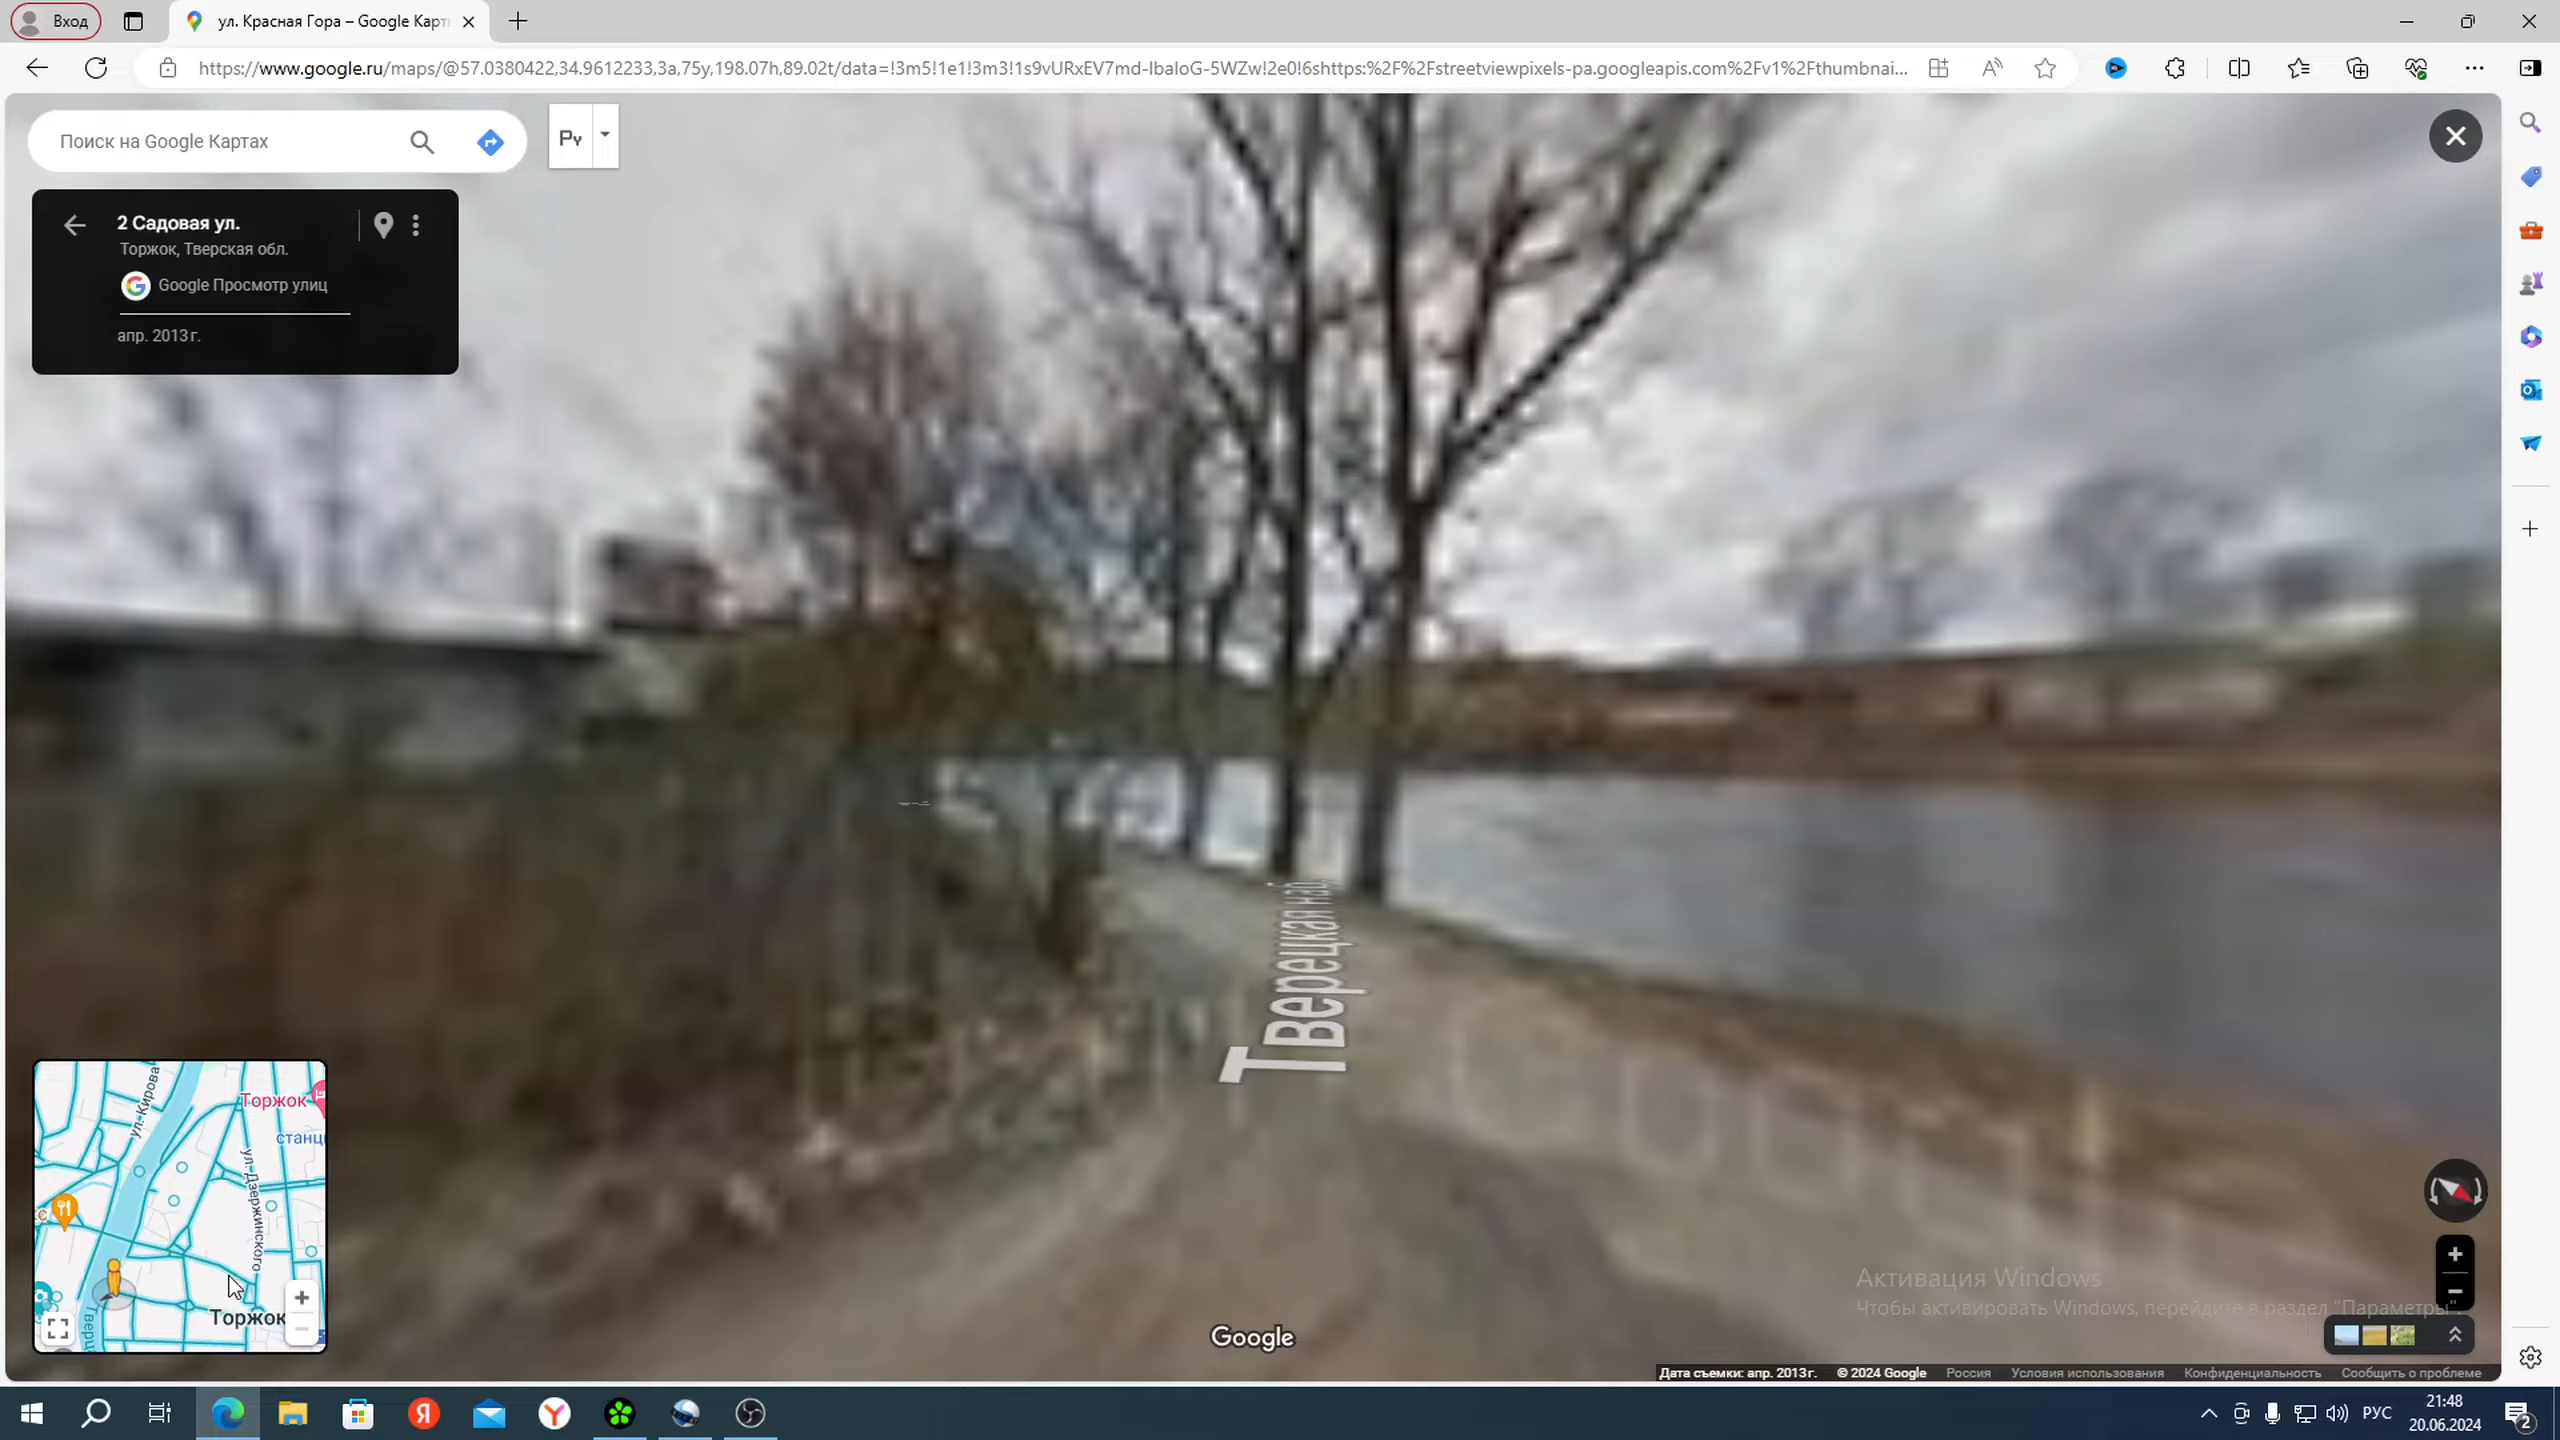 Вход
ул. Красная Гора – Google Карт
https://www.google.ru/maps/@57.0380422,34.9612233,3a,75y,198.07h,89.02t/data=!3m5!1e1!3m3!1s9vURxEV7md-IbaloG-5WZw!2e0!6shttps:%2F%2Fstreetviewpixels-pa.googleapis.com%2Fv1%2Fthumbnai...
Поиск на Google Картах
2 Садовая ул.
Торжок, Тверская обл.
Google Просмотр улиц
апр. 2013 г.
Тверецкая наб.
ул. Кирова
Торжок
станц
ул. Дзержинского
Торжок
Тверц
Google
Активация Windows
Чтобы активировать Windows, перейдите в раздел "Параметры".
Дата съемки: апр. 2013 г. © 2024 Google Россия Условия использования Конфиденциальность Сообщить о проблеме
РУС
21:48
20.06.2024
2